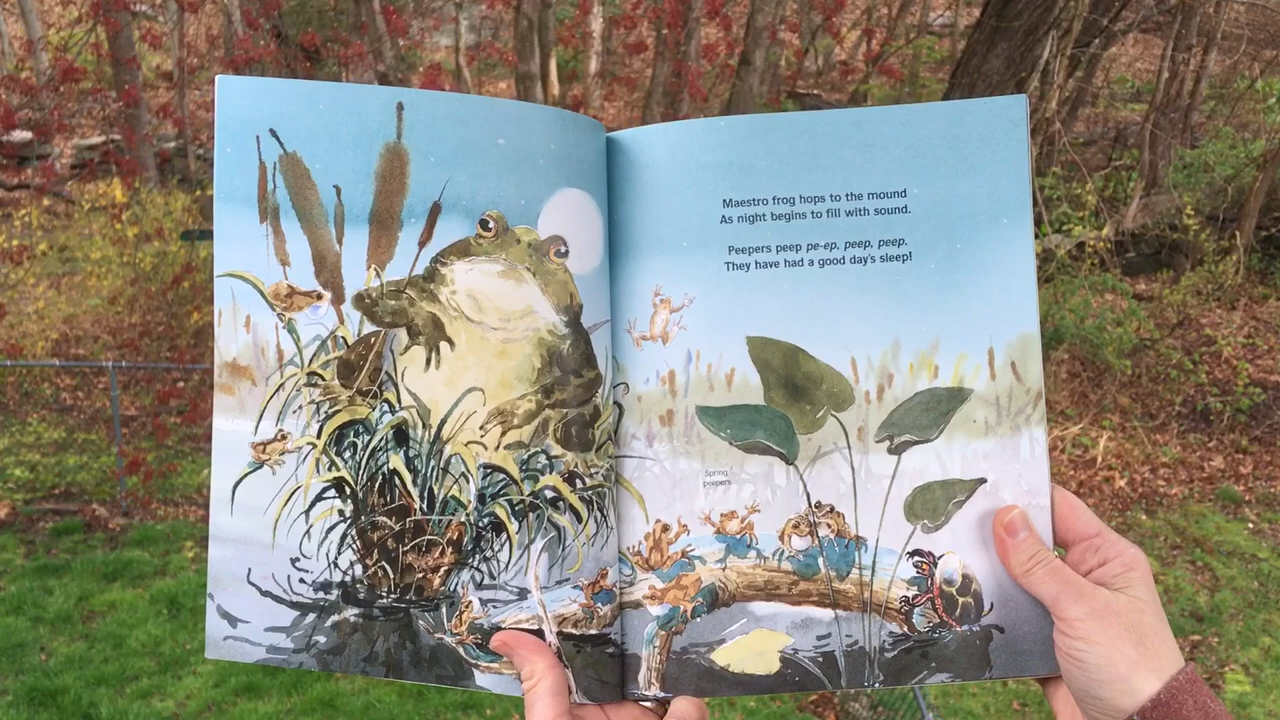 Maestro frog hops to the mound
As night begins to fill with sound.
Peepers peep pe-ep, peep, peep.
They have had a good day's sleep!
Spring
peepers